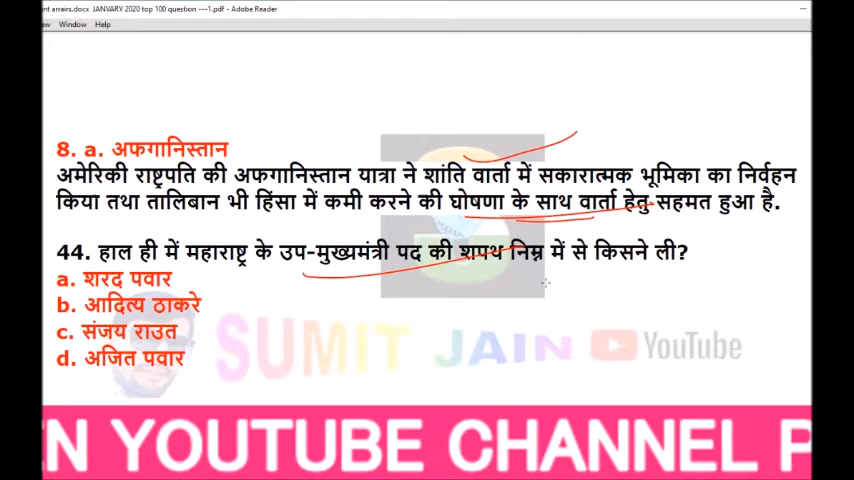 nt arrairs.docx JANVARY 2020 top 100 question ---1.pdf - Adobe Reader
ew Window Help
8. a. अफगानिस्तान
अमेरिकी राष्ट्रपति की अफगानिस्तान यात्रा ने शांति वार्ता में सकारात्मक भूमिका का निर्वहन
किया तथा तालिबान भी हिंसा में कमी करने की घोषणा के साथ वार्ता हेतु सहमत हुआ है.
44. हाल ही में महाराष्ट्र के उप-मुख्यमंत्री पद की शपथ निम्न में से किसने ली?
a. शरद पवार
b. आदित्य ठाकरे
c. संजय राउत
d. अजित पवार
SUMIT JAIN YouTube
EN YOUTUBE CHANNEL P